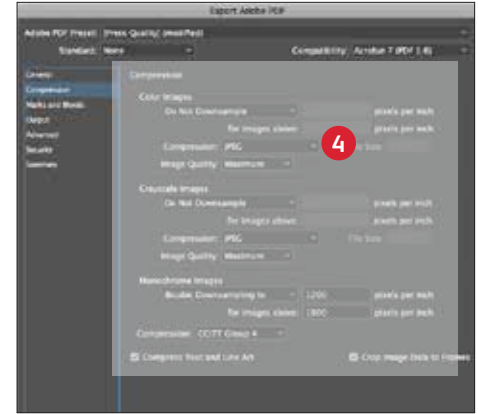 Export Adobe PDF
Adobe PDF Preset: [Press Quality] (modified)
Standard: None Compatibility: Acrobat 7 (PDF 1.6)
General
Compression
Marks and Bleeds
Output
Advanced
Security
Summary
Compression
Color Images
Do Not Downsample pixels per inch
for images above: pixels per inch
Compression: JPEG Tile Size:
Image Quality: Maximum
4
Grayscale Images
Do Not Downsample pixels per inch
for images above: pixels per inch
Compression: JPEG Tile Size:
Image Quality: Maximum
Monochrome Images
Bicubic Downsampling to 1200 pixels per inch
for images above: 1800 pixels per inch
Compression: CCITT Group 4
Compress Text and Line Art Crop Image Data to Frames